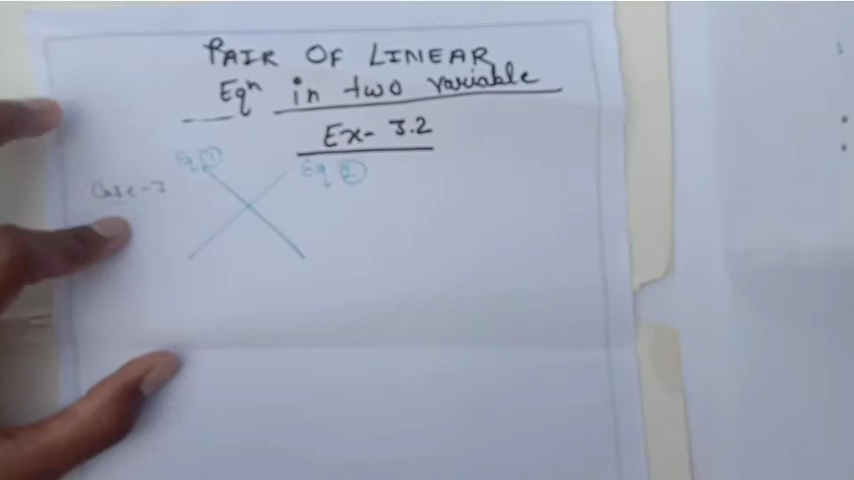 PAIR OF LINEAR
Eqn in two variable
Ex- 3.2
Eq 1 Eq 2
Case-I